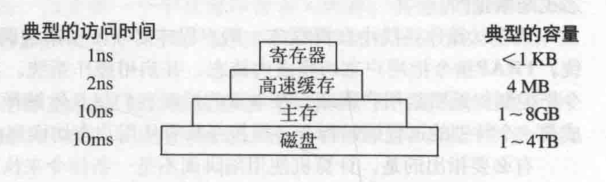 典型的访问时间 典型的容量
1ns 寄存器 <1 KB
2ns 高速缓存 4 MB
10ns 主存 1~8GB
10ms 磁盘 1~4TB